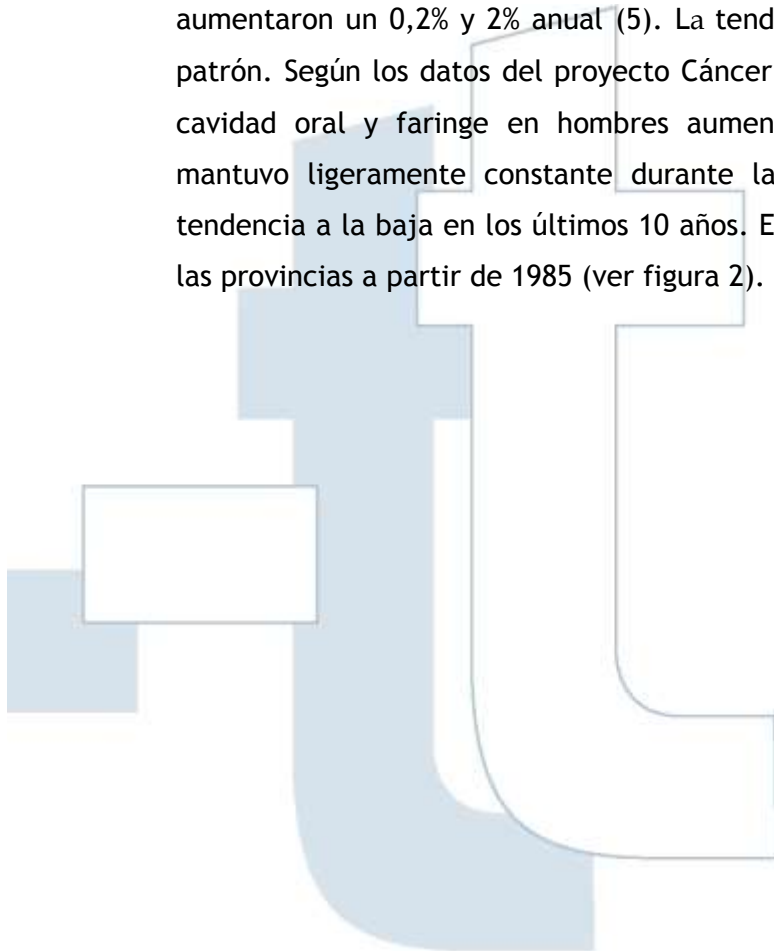 aumentaron un 0,2% y 2% anual (5). La tend
patrón. Según los datos del proyecto Cáncer
cavidad oral y faringe en hombres aumen
mantuvo ligeramente constante durante la
tendencia a la baja en los últimos 10 años. E
las provincias a partir de 1985 (ver figura 2).